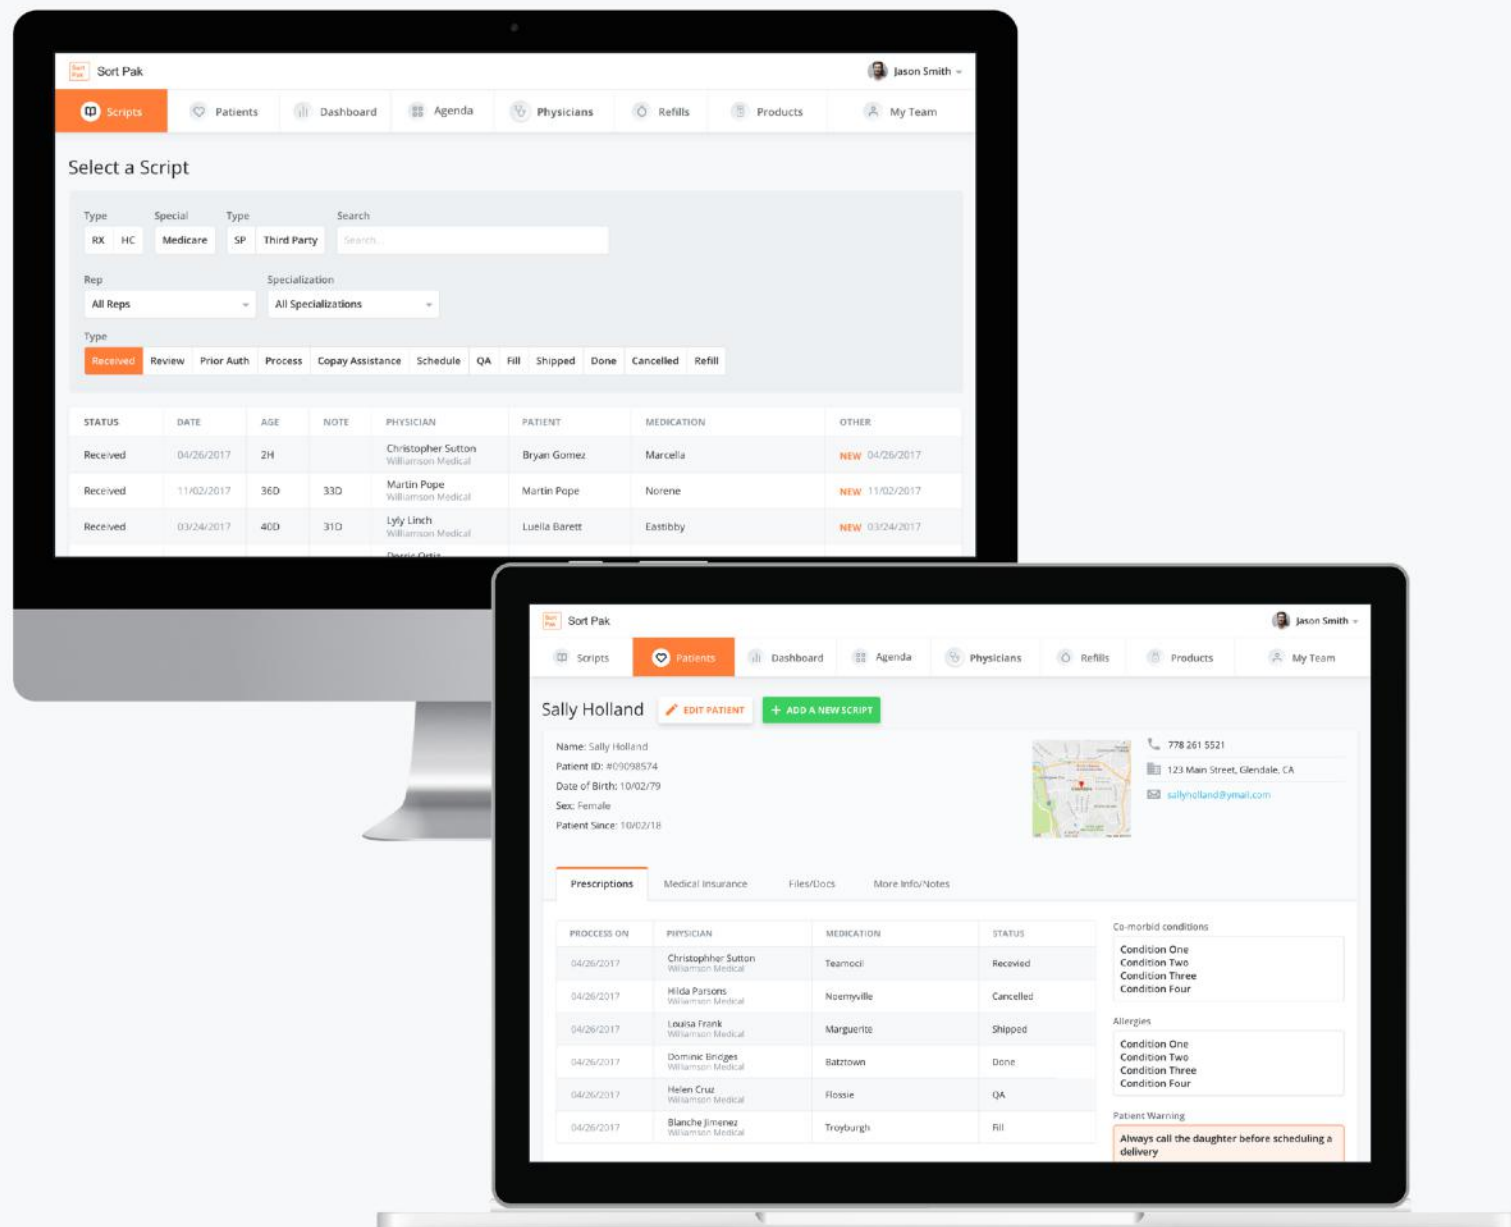 Sort Pak
Sort Pak
Jason Smith
Scripts
Patients
Dashboard
Agenda
Physicians
Refills
Products
My Team
Select a Script
Type
Special
Type
Search
RX
HC
Medicare
SP
Third Party
Search...
Rep
Specialization
All Reps
All Specializations
Type
Received
Review
Prior Auth
Process
Copay Assistance
Schedule
QA
Fill
Shipped
Done
Cancelled
Refill
STATUS DATE AGE NOTE PHYSICIAN PATIENT MEDICATION OTHER
Received 04/26/2017 2H Christopher Sutton Bryan Gomez Marcella NEW 04/26/2017
Williamson Medical
Received 11/02/2017 36D 33D Martin Pope Martin Pope Norene NEW 11/02/2017
Williamson Medical
Received 03/24/2017 40D 31D Lyly Linch Luella Barett Eastibby NEW 03/24/2017
Williamson Medical
Sort Pak
Sort Pak
Jason Smith
Scripts
Patients
Dashboard
Agenda
Physicians
Refills
Products
My Team
Sally Holland
EDIT PATIENT
+ ADD A NEW SCRIPT
Name: Sally Holland
Patient ID: #09098574
Date of Birth: 10/02/79
Sex: Female
Patient Since: 10/02/18
778 261 5521
123 Main Street, Glendale, CA
sallyholland@ymail.com
Prescriptions
Medical Insurance
Files/Docs
More Info/Notes
PROCCESS ON PHYSICIAN MEDICATION STATUS
04/26/2017 Christophher Sutton Teamocil Recevied
Williamson Medical
04/26/2017 Hilda Parsons Noemyville Cancelled
Williamson Medical
04/26/2017 Louisa Frank Marguerite Shipped
Williamson Medical
04/26/2017 Dominic Bridges Batztown Done
Williamson Medical
04/26/2017 Helen Cruz Flossie QA
Williamson Medical
04/26/2017 Blanche Jimenez Troyburgh Fill
Williamson Medical
Co-morbid conditions
Condition One
Condition Two
Condition Three
Condition Four
Allergies
Condition One
Condition Two
Condition Three
Condition Four
Patient Warning
Always call the daughter before scheduling a
delivery